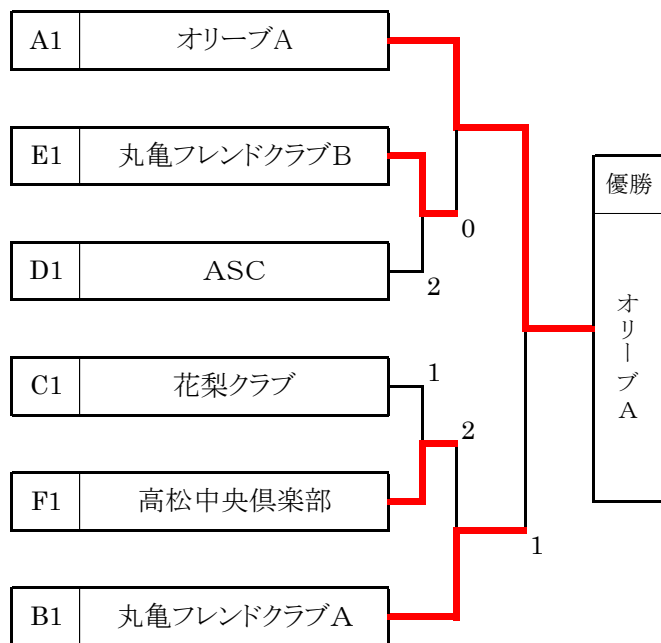 A1 オリーブA
E1 丸亀フレンドクラブB
優勝
0
D1 ASC
2
オリーブA
C1 花梨クラブ
1
2
F1 高松中央倶楽部
1
B1 丸亀フレンドクラブA